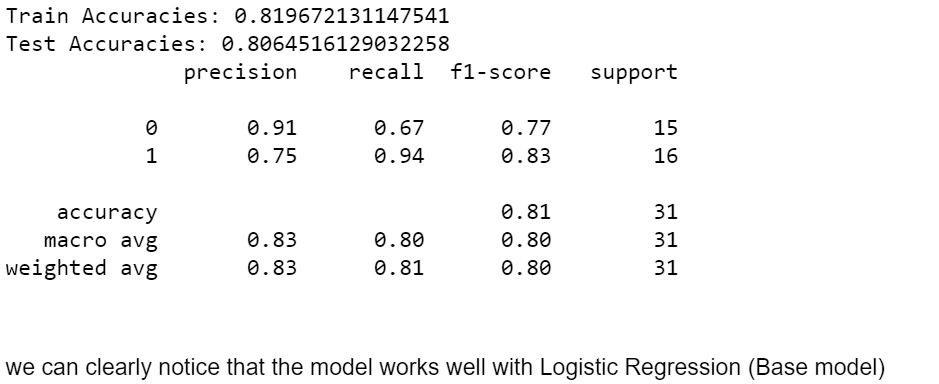 Train Accuracies: 0.819672131147541
Test Accuracies: 0.8064516129032258
precision recall f1-score support
0 0.91 0.67 0.77 15
1 0.75 0.94 0.83 16
accuracy 0.81 31
macro avg 0.83 0.80 0.80 31
weighted avg 0.83 0.81 0.80 31
we can clearly notice that the model works well with Logistic Regression (Base model)